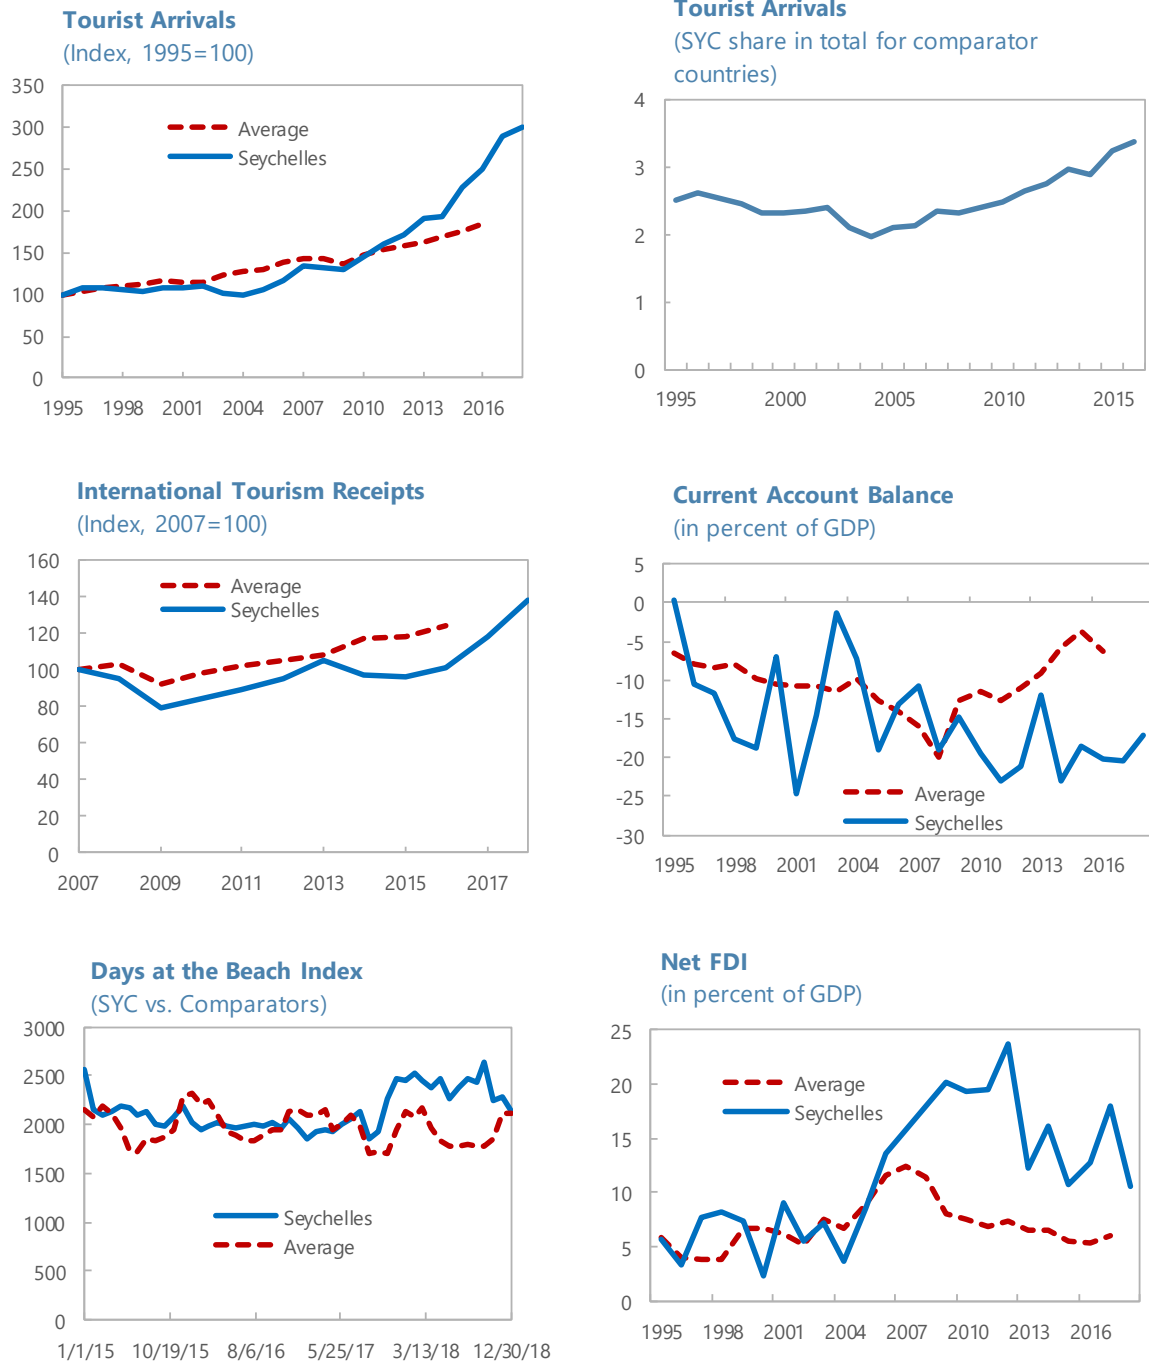 Tourist Arrivals
(Index, 1995=100)
350
300
250
200
150
100
50
0
Average
Seychelles
1995 1998 2001 2004 2007 2010 2013 2016
Tourist Arrivals
(SYC share in total for comparator
countries)
4
3
2
1
0
1995 2000 2005 2010 2015
International Tourism Receipts
(Index, 2007=100)
160
140
120
100
80
60
40
20
0
Average
Seychelles
2007 2009 2011 2013 2015 2017
Current Account Balance
(in percent of GDP)
5
0
-5
-10
-15
-20
-25
-30
Average
Seychelles
1995 1998 2001 2004 2007 2010 2013 2016
Days at the Beach Index
(SYC vs. Comparators)
3000
2500
2000
1500
1000
500
0
Seychelles
Average
1/1/15 10/19/15 8/6/16 5/25/17 3/13/18 12/30/18
Net FDI
(in percent of GDP)
25
20
15
10
5
0
Average
Seychelles
1995 1998 2001 2004 2007 2010 2013 2016